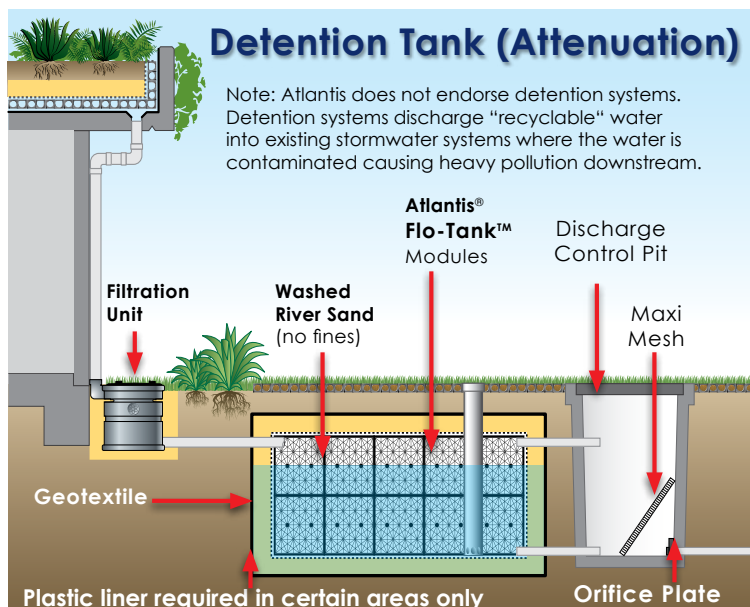 Detention Tank (Attenuation)
Note: Atlantis does not endorse detention systems.
Detention systems discharge “recyclable“ water
into existing stormwater systems where the water is
contaminated causing heavy pollution downstream.
Atlantis®
Flo-Tank™
Modules
Discharge
Control Pit
Filtration
Unit
Washed
River Sand
(no fines)
Maxi
Mesh
Geotextile
Plastic liner required in certain areas only
Orifice Plate